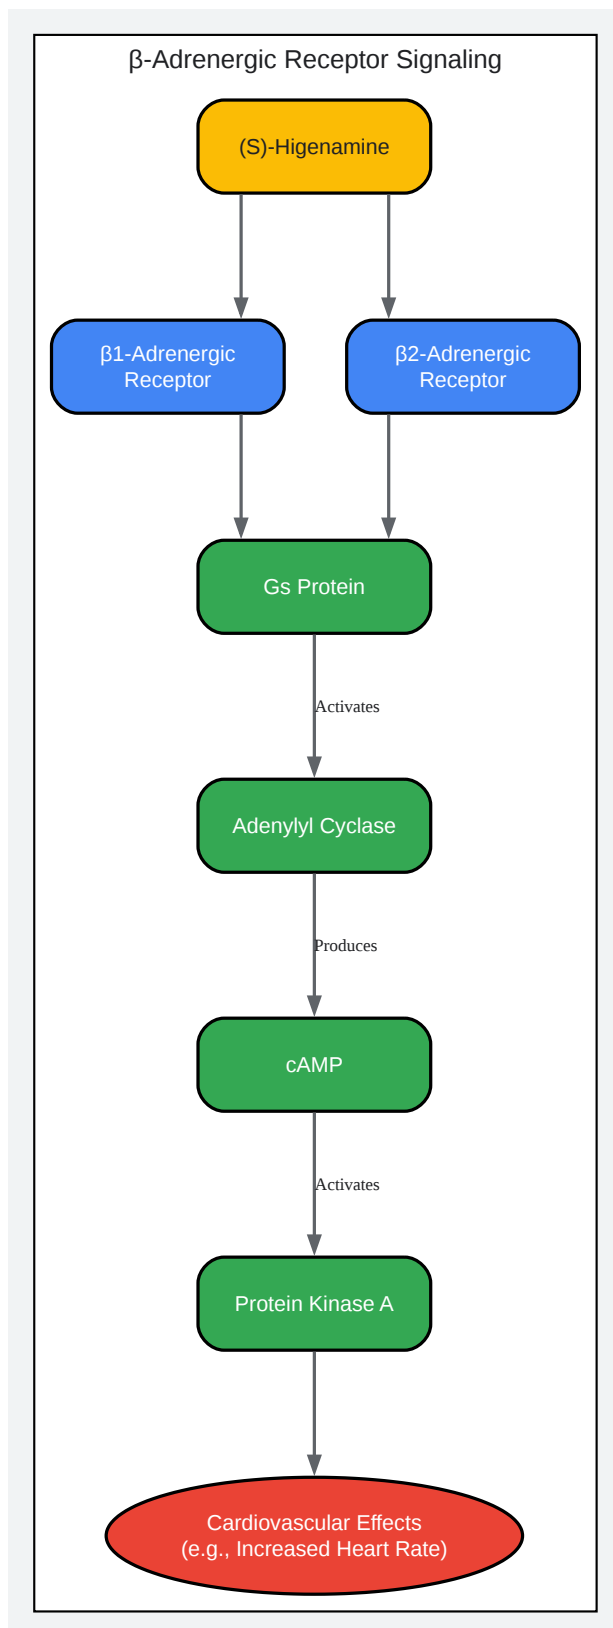 β-Adrenergic Receptor Signaling
(S)-Higenamine
β1-Adrenergic
Receptor
β2-Adrenergic
Receptor
Gs Protein
Activates
Adenylyl Cyclase
Produces
cAMP
Activates
Protein Kinase A
Cardiovascular Effects
(e.g., Increased Heart Rate)